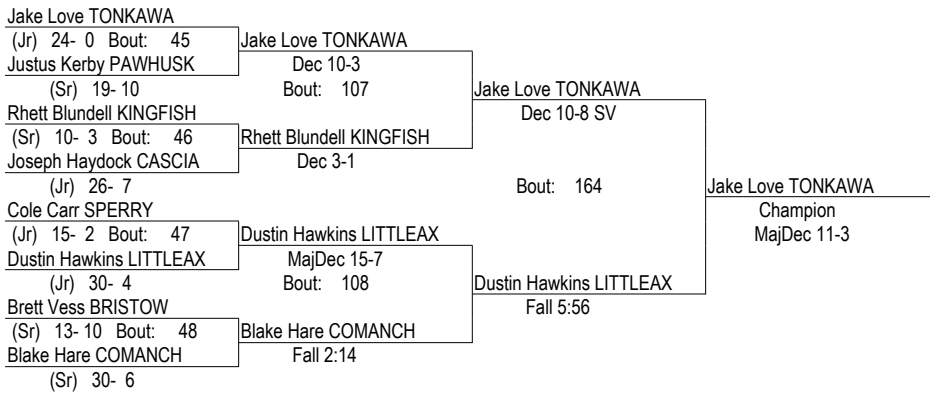 Jake Love TONKAWA
(Jr) 24- 0 Bout: 45
Justus Kerby PAWHUSK
(Sr) 19- 10
Rhett Blundell KINGFISH
(Sr) 10- 3 Bout: 46
Joseph Haydock CASCIA
(Jr) 26- 7
Cole Carr SPERRY
(Jr) 15- 2 Bout: 47
Dustin Hawkins LITTLEAX
(Jr) 30- 4
Brett Vess BRISTOW
(Sr) 13- 10 Bout: 48
Blake Hare COMANCH
(Sr) 30- 6
Jake Love TONKAWA
Dec 10-3
Bout: 107
Rhett Blundell KINGFISH
Dec 3-1
Dustin Hawkins LITTLEAX
MajDec 15-7
Bout: 108
Blake Hare COMANCH
Fall 2:14
Jake Love TONKAWA
Dec 10-8 SV
Bout: 164
Dustin Hawkins LITTLEAX
Fall 5:56
Jake Love TONKAWA
Champion
MajDec 11-3